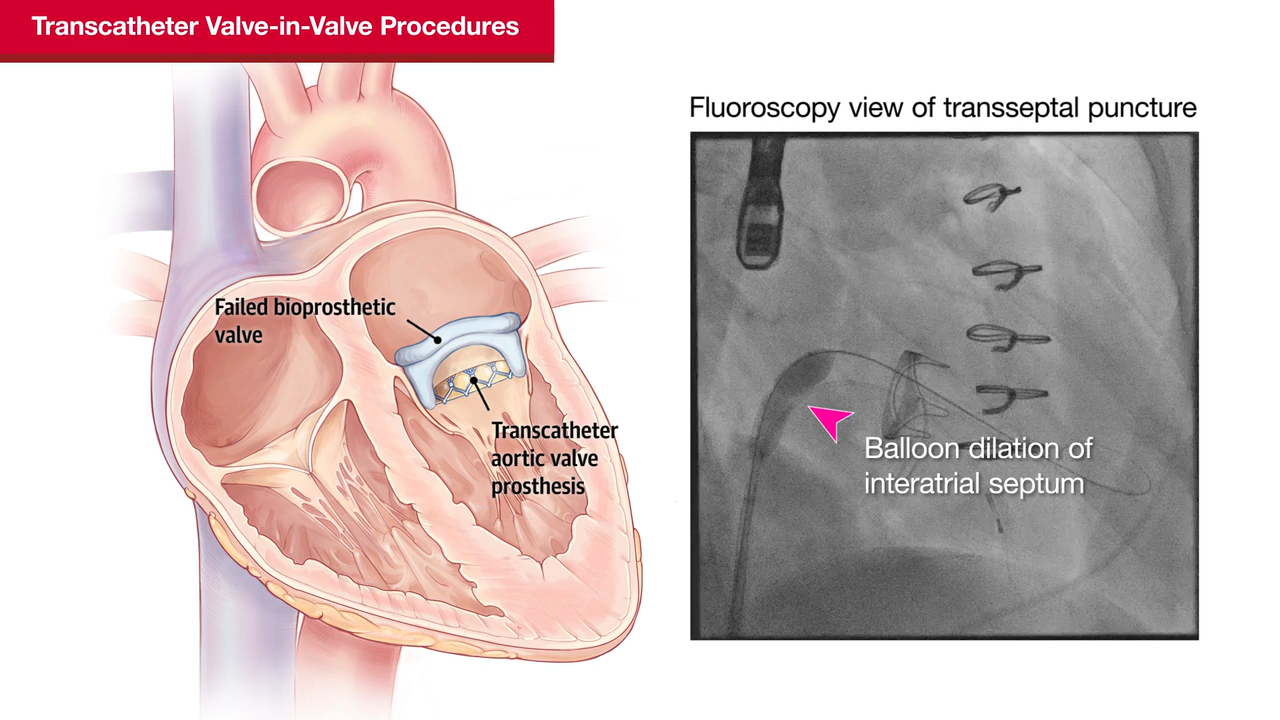 Transcatheter Valve-in-Valve Procedures
Failed bioprosthetic
valve
Transcatheter
aortic valve
prosthesis
Fluoroscopy view of transseptal puncture
Balloon dilation of
interatrial septum